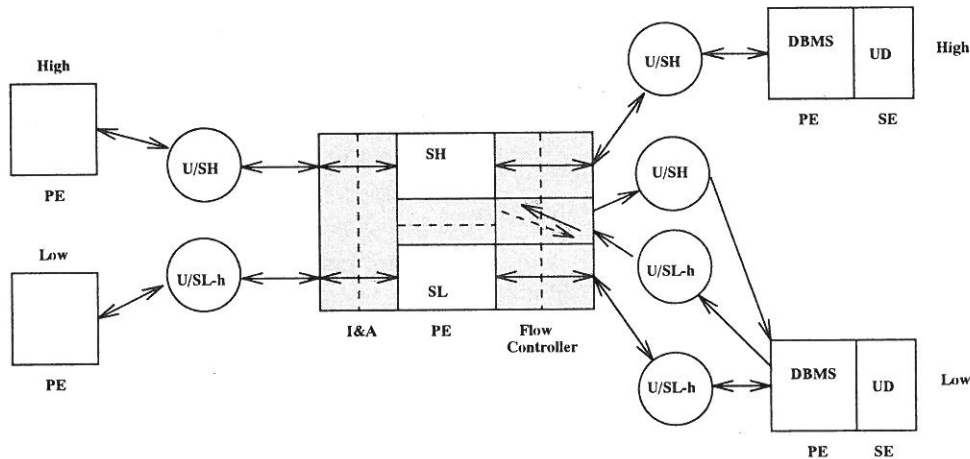 High
PE
U/SH
Low
PE
U/SL-h
SH
SL
I&A
PE
Flow
Controller
U/SH
DBMS
UD
High
PE
SE
U/SH
U/SL-h
U/SL-h
DBMS
UD
Low
PE
SE